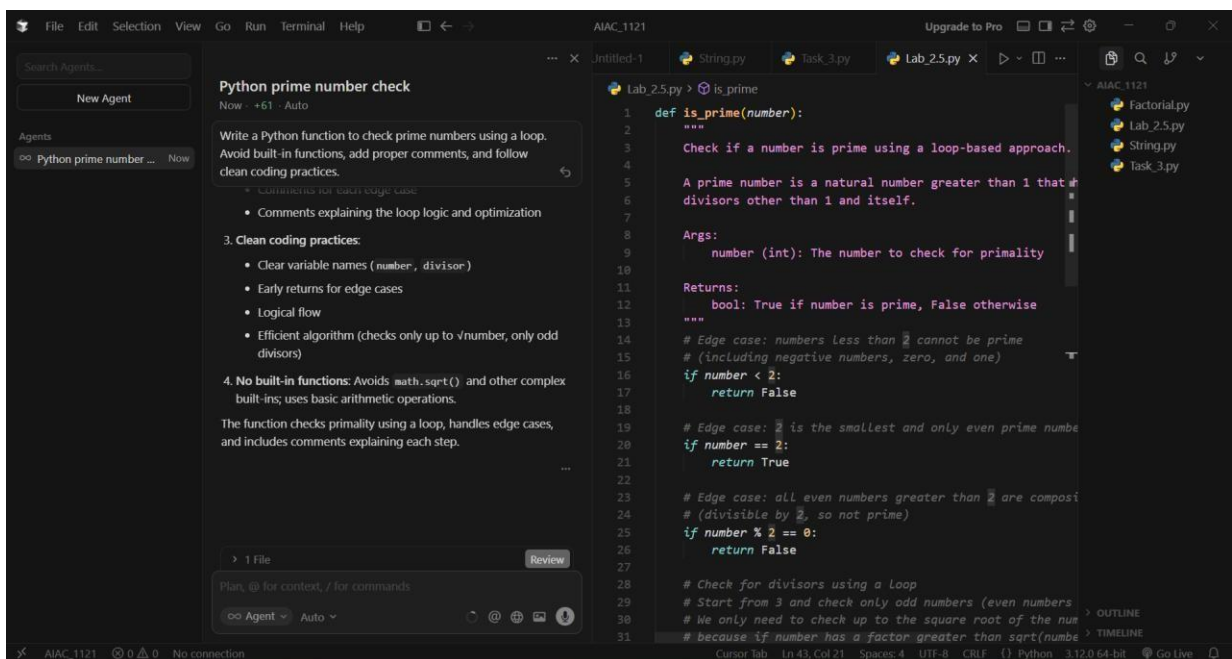 File Edit Selection View Go Run Terminal Help
AIAC_1121
Upgrade to Pro
Search Agents...
New Agent
Agents
Python prime number ... Now
Python prime number check
Now · +61 · Auto
Write a Python function to check prime numbers using a loop.
Avoid built-in functions, add proper comments, and follow
clean coding practices.
• Comments for each edge case
• Comments explaining the loop logic and optimization
3. Clean coding practices:
• Clear variable names (number, divisor)
• Early returns for edge cases
• Logical flow
• Efficient algorithm (checks only up to √number, only odd
divisors)
4. No built-in functions: Avoids math.sqrt() and other complex
built-ins; uses basic arithmetic operations.
The function checks primality using a loop, handles edge cases,
and includes comments explaining each step.
...
> 1 File Review
Plan, @ for context, / for commands
Agent Auto
Untitled-1 String.py Task_3.py Lab_2.5.py
Lab_2.5.py > is_prime
1 def is_prime(number):
2 """
3 Check if a number is prime using a loop-based approach.
4
5 A prime number is a natural number greater than 1 that
6 divisors other than 1 and itself.
7
8 Args:
9 number (int): The number to check for primality
10
11 Returns:
12 bool: True if number is prime, False otherwise
13 """
14 # Edge case: numbers less than 2 cannot be prime
15 # (including negative numbers, zero, and one)
16 if number < 2:
17 return False
18
19 # Edge case: 2 is the smallest and only even prime numbe
20 if number == 2:
21 return True
22
23 # Edge case: all even numbers greater than 2 are composi
24 # (divisible by 2, so not prime)
25 if number % 2 == 0:
26 return False
27
28 # Check for divisors using a loop
29 # Start from 3 and check only odd numbers (even numbers
30 # We only need to check up to the square root of the num
31 # because if number has a factor greater than sqrt(numbe
AIAC_1121
Factorial.py
Lab_2.5.py
String.py
Task_3.py
OUTLINE
TIMELINE
AIAC_1121 0 0 No connection
Cursor Tab Ln 43, Col 21 Spaces: 4 UTF-8 CRLF {} Python 3.12.0 64-bit Go Live